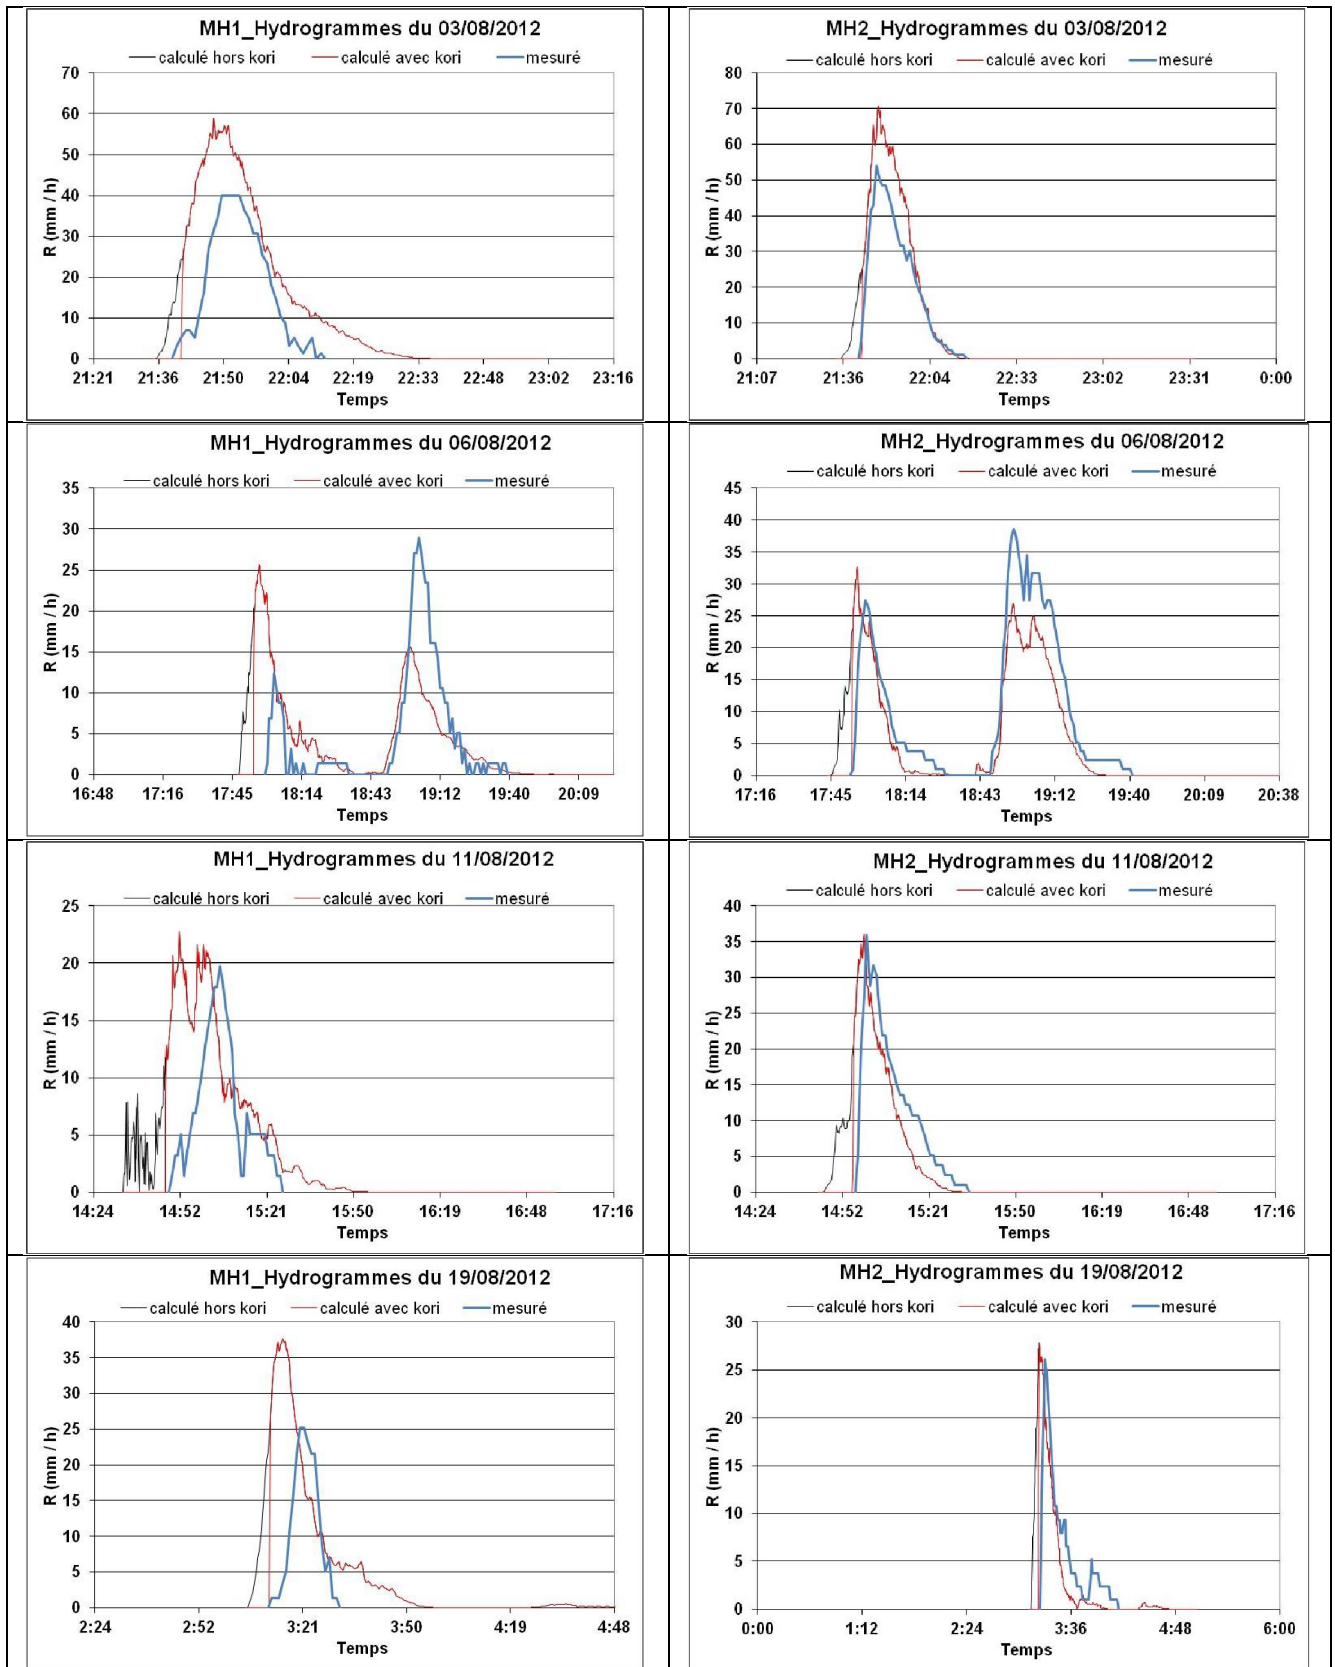 MH1_Hydrogrammes du 03/08/2012
calculé hors kori calculé avec kori mesuré
70
60
50
40
30
20
10
0
R (mm / h)
21:21 21:36 21:50 22:04 22:19 22:33 22:48 23:02 23:16
Temps
MH2_Hydrogrammes du 03/08/2012
calculé hors kori calculé avec kori mesuré
80
70
60
50
40
30
20
10
0
R (mm / h)
21:07 21:36 22:04 22:33 23:02 23:31 0:00
Temps
MH1_Hydrogrammes du 06/08/2012
calculé hors kori calculé avec kori mesuré
35
30
25
20
15
10
5
0
R (mm / h)
16:48 17:16 17:45 18:14 18:43 19:12 19:40 20:09
Temps
MH2_Hydrogrammes du 06/08/2012
calculé hors kori calculé avec kori mesuré
45
40
35
30
25
20
15
10
5
0
R (mm / h)
17:16 17:45 18:14 18:43 19:12 19:40 20:09 20:38
Temps
MH1_Hydrogrammes du 11/08/2012
calculé hors kori calculé avec kori mesuré
25
20
15
10
5
0
R (mm / h)
14:24 14:52 15:21 15:50 16:19 16:48 17:16
Temps
MH2_Hydrogrammes du 11/08/2012
calculé hors kori calculé avec kori mesuré
40
35
30
25
20
15
10
5
0
R (mm / h)
14:24 14:52 15:21 15:50 16:19 16:48 17:16
Temps
MH1_Hydrogrammes du 19/08/2012
calculé hors kori calculé avec kori mesuré
40
35
30
25
20
15
10
5
0
R (mm / h)
2:24 2:52 3:21 3:50 4:19 4:48
Temps
MH2_Hydrogrammes du 19/08/2012
calculé hors kori calculé avec kori mesuré
30
25
20
15
10
5
0
R (mm / h)
0:00 1:12 2:24 3:36 4:48 6:00
Temps